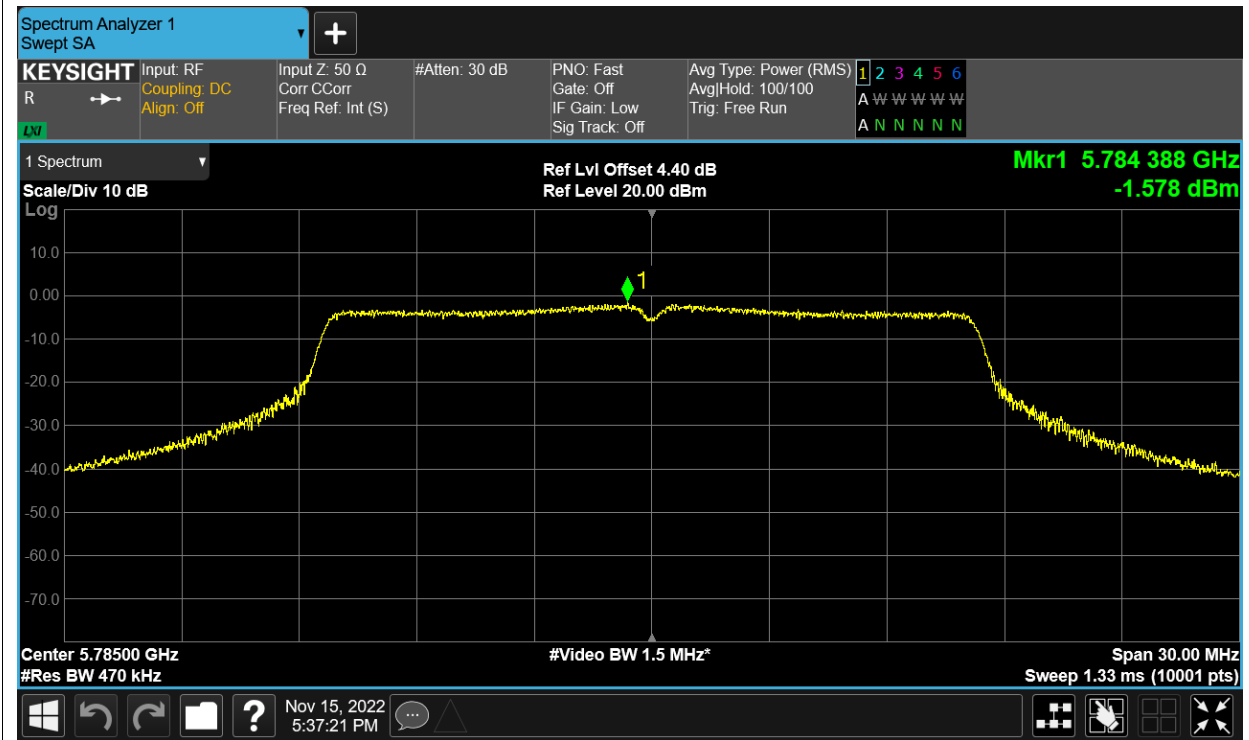 Spectrum Analyzer 1
Swept SA
KEYSIGHT
R
LXI
Input: RF
Coupling: DC
Align: Off
Input Z: 50 Ω
Corr CCorr
Freq Ref: Int (S)
#Atten: 30 dB
PNO: Fast
Gate: Off
IF Gain: Low
Sig Track: Off
Avg Type: Power (RMS)
Avg|Hold: 100/100
Trig: Free Run
1 2 3 4 5 6
A W W W W W
A N N N N N
1 Spectrum
Scale/Div 10 dB
Ref Lvl Offset 4.40 dB
Ref Level 20.00 dBm
Mkr1 5.784 388 GHz
-1.578 dBm
Log
10.0
1
0.00
-10.0
-20.0
-30.0
-40.0
-50.0
-60.0
-70.0
Center 5.78500 GHz
#Res BW 470 kHz
#Video BW 1.5 MHz*
Span 30.00 MHz
Sweep 1.33 ms (10001 pts)
?
Nov 15, 2022
5:37:21 PM